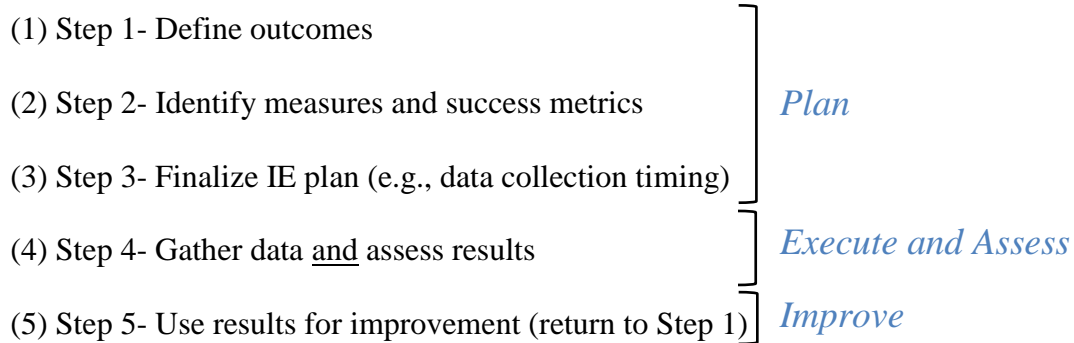 (1) Step 1- Define outcomes
(2) Step 2- Identify measures and success metrics
Plan
(3) Step 3- Finalize IE plan (e.g., data collection timing)
(4) Step 4- Gather data and assess results
Execute and Assess
(5) Step 5- Use results for improvement (return to Step 1)
Improve